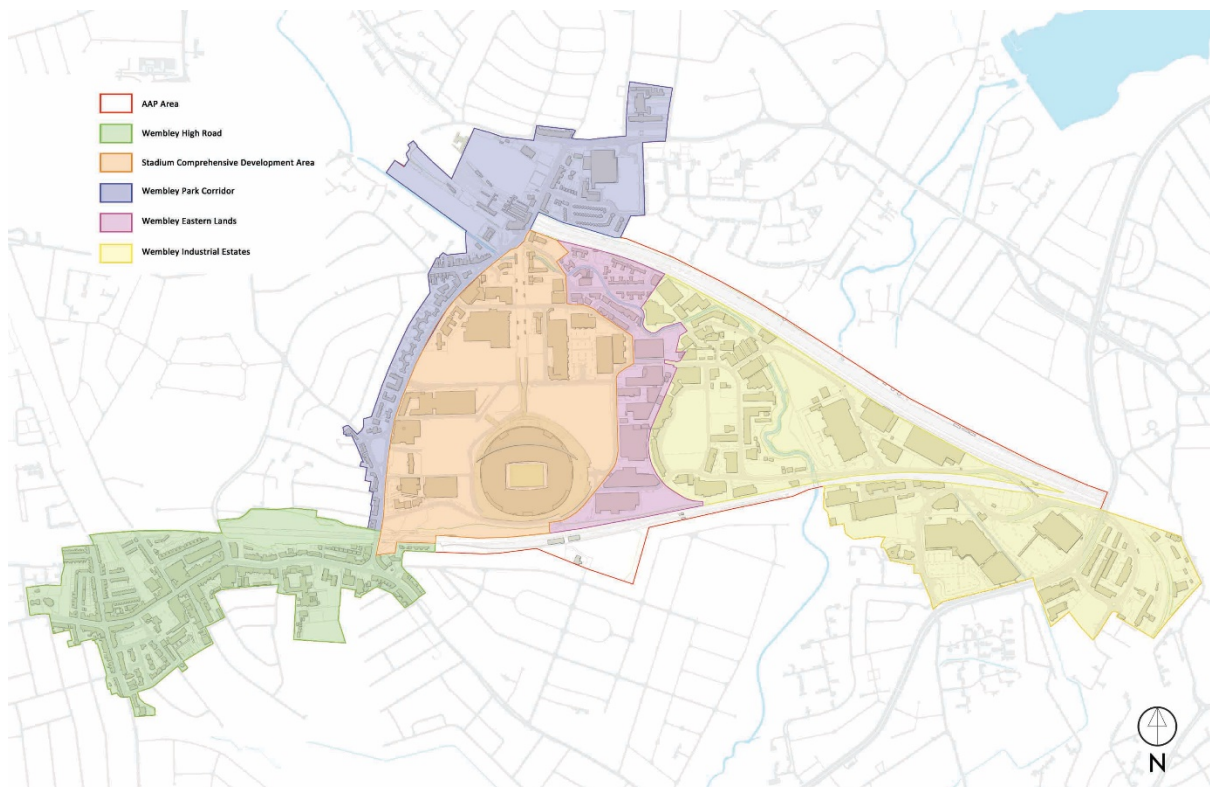 AAP Area
Wembley High Road
Stadium Comprehensive Development Area
Wembley Park Corridor
Wembley Eastern Lands
Wembley Industrial Estates
N